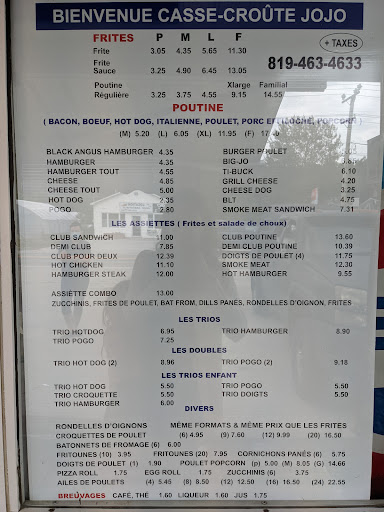 BIENVENUE CASSE-CROÛTE JOJO
FRITES P M L F
+ TAXES
Frite 3.05 4.35 5.65 11.30
Frite
Sauce 3.25 4.90 6.45 13.05
819-463-4633
Poutine Xlarge Familial
Régulière 3.25 3.75 4.55 9.15 14.55
POUTINE
( BACON, BOEUF, HOT DOG, ITALIENNE, POULET, PORC EFFILOCHÉ, POPCORN )
(M) 5.20 (L) 6.05 (XL) 11.95 (F) 17.40
BLACK ANGUS HAMBURGER 4.35 BURGER POULET
HAMBURGER 4.35 BIG-JO
HAMBURGER TOUT 4.55 TI-BUCK 6.10
CHEESE 4.85 GRILL CHEESE 4.20
CHEESE TOUT 5.00 CHEESE DOG 3.25
HOT DOG 2.35 BLT 4.75
POGO 2.80 SMOKE MEAT SANDWICH 7.31
LES ASSIETTES ( Frites et salade de choux)
CLUB SANDWICH 11.00 CLUB POUTINE 13.60
DEMI CLUB 7.85 DEMI CLUB POUTINE 10.39
CLUB POUR DEUX 12.39 DOIGTS DE POULET (4) 11.75
HOT CHICKEN 11.10 SMOKE MEAT 12.30
HAMBURGER STEAK 12.00 HOT HAMBURGER 9.55
ASSIÈTTE COMBO 13.00
ZUCCHINIS, FRITES DE POULET, BAT FROM, DILLS PANES, RONDELLES D'OIGNON, FRITES
LES TRIOS
TRIO HOTDOG 6.95 TRIO HAMBURGER 8.90
TRIO POGO 7.25
LES DOUBLES
TRIO HOT DOG (2) 8.96 TRIO POGO (2) 9.18
LES TRIOS ENFANT
TRIO HOT DOG 5.50 TRIO POGO 5.50
TRIO CROQUETTE 5.50 TRIO DOIGTS 5.50
TRIO HAMBURGER 6.00
DIVERS
RONDELLES D'OIGNONS MÊME FORMATS & MÊME PRIX QUE LES FRITES
CROQUETTES DE POULET (6) 4.95 (9) 7.60 (12) 9.99 (20) 16.50
BATONNETS DE FROMAGE (6) 6.00
FRITOUNES (10) 3.95 FRITOUNES (20) 7.95 CORNICHONS PANÉS (6) 5.75
DOIGTS DE POULET (1) 1.90 POULET POPCORN (p) 5.00 (M) 8.05 (G) 14.66
PIZZA ROLL 1.75 EGG ROLL 1.75 ZUCCHINIS (6) 3.75
AILES DE POULETS (4) 5.45 (8) 8.50 (12) 12.50 (16) 16.50 (24) 22.55
BREUVAGES CAFÉ, THÉ 1.60 LIQUEUR 1.60 JUS 1.75